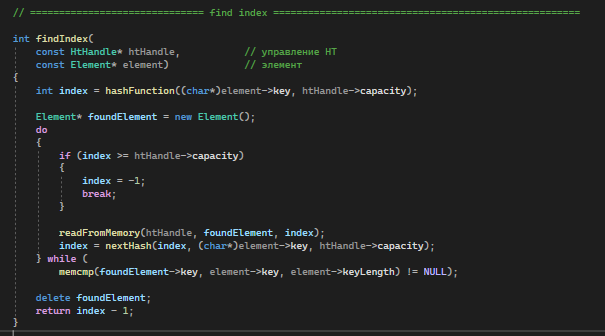 // ============================== find index ====================================================
int findIndex(
const HtHandle* htHandle, // управление HT
const Element* element) // элемент
{
int index = hashFunction((char*)element->key, htHandle->capacity);
Element* foundElement = new Element();
do
{
if (index >= htHandle->capacity)
{
index = -1;
break;
}
readFromMemory(htHandle, foundElement, index);
index = nextHash(index, (char*)element->key, htHandle->capacity);
} while (
memcmp(foundElement->key, element->key, element->keyLength) != NULL);
delete foundElement;
return index - 1;
}